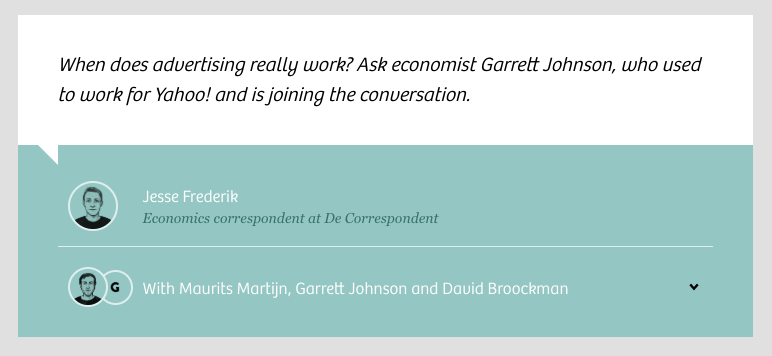 When does advertising really work? Ask economist Garrett Johnson, who used
to work for Yahoo! and is joining the conversation.
Jesse Frederik
Economics correspondent at De Correspondent
G
With Maurits Martijn, Garrett Johnson and David Broockman